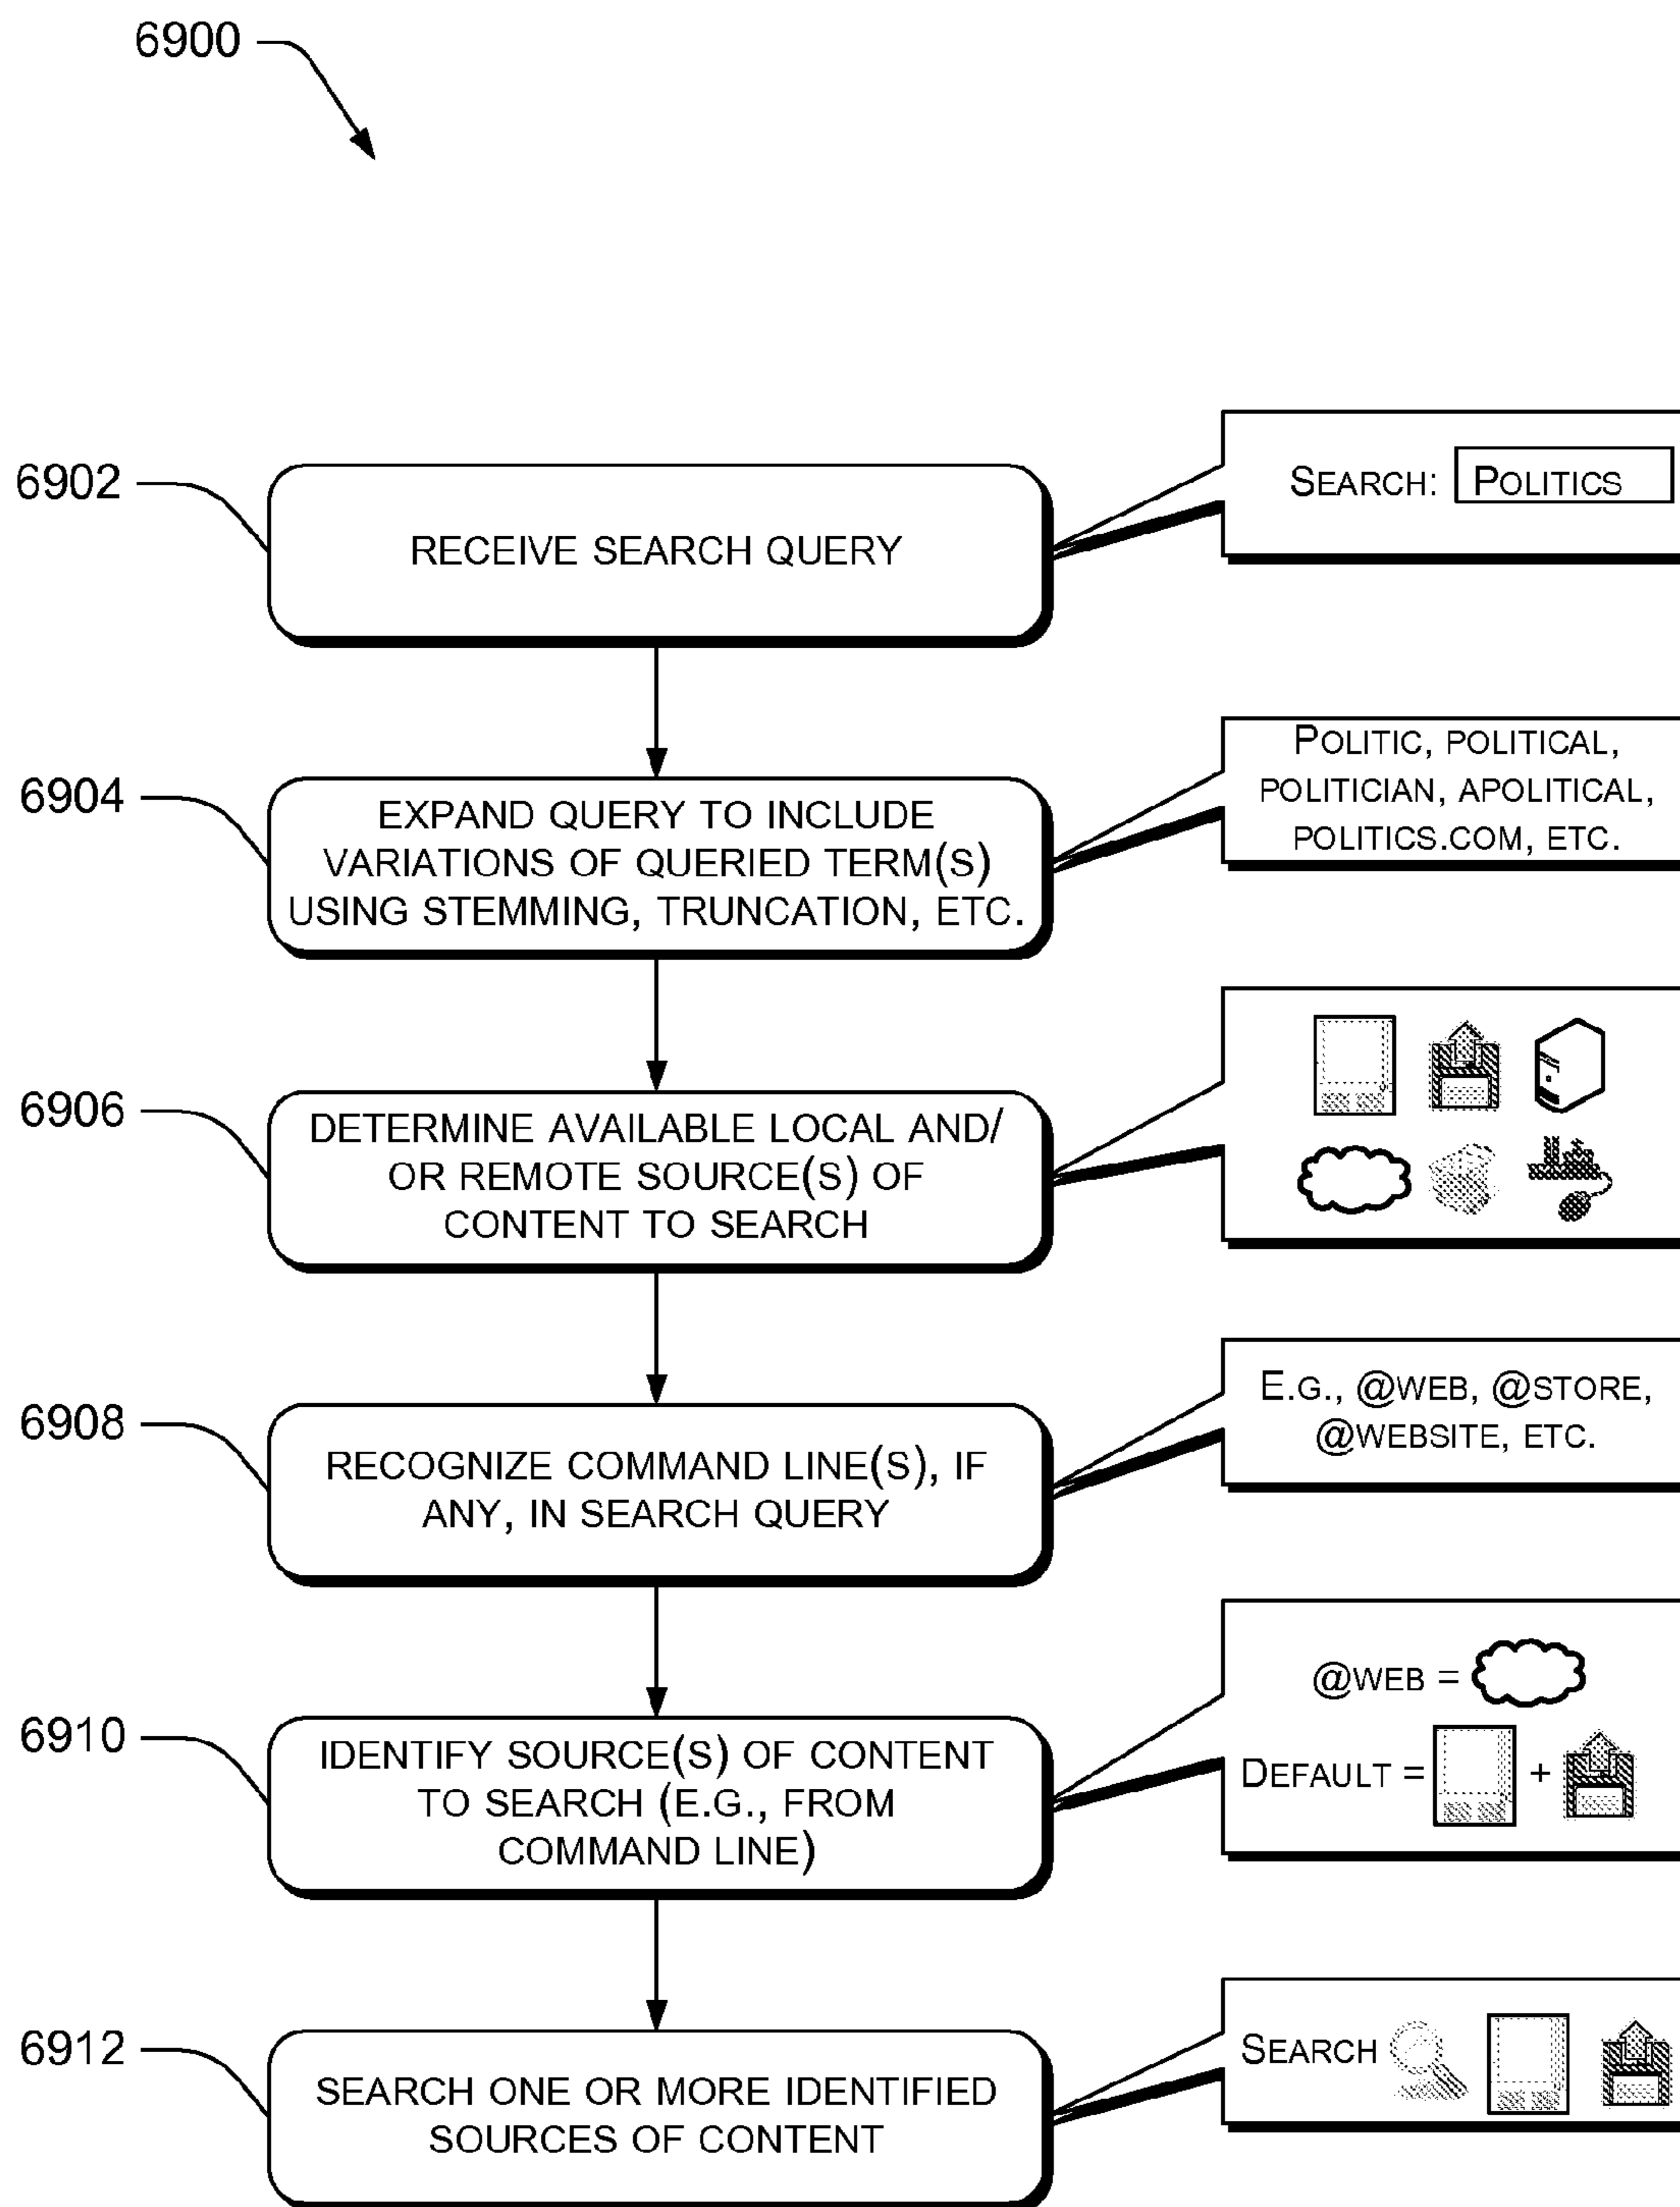 6900
6902
RECEIVE SEARCH QUERY
SEARCH: POLITICS
6904
EXPAND QUERY TO INCLUDE
VARIATIONS OF QUERIED TERM(S)
USING STEMMING, TRUNCATION, ETC.
POLITIC, POLITICAL,
POLITICIAN, APOLITICAL,
POLITICS.COM, ETC.
6906
DETERMINE AVAILABLE LOCAL AND/
OR REMOTE SOURCE(S) OF
CONTENT TO SEARCH
6908
RECOGNIZE COMMAND LINE(S), IF
ANY, IN SEARCH QUERY
E.G., @WEB, @STORE,
@WEBSITE, ETC.
6910
IDENTIFY SOURCE(S) OF CONTENT
TO SEARCH (E.G., FROM
COMMAND LINE)
@WEB =
DEFAULT = +
6912
SEARCH ONE OR MORE IDENTIFIED
SOURCES OF CONTENT
SEARCH